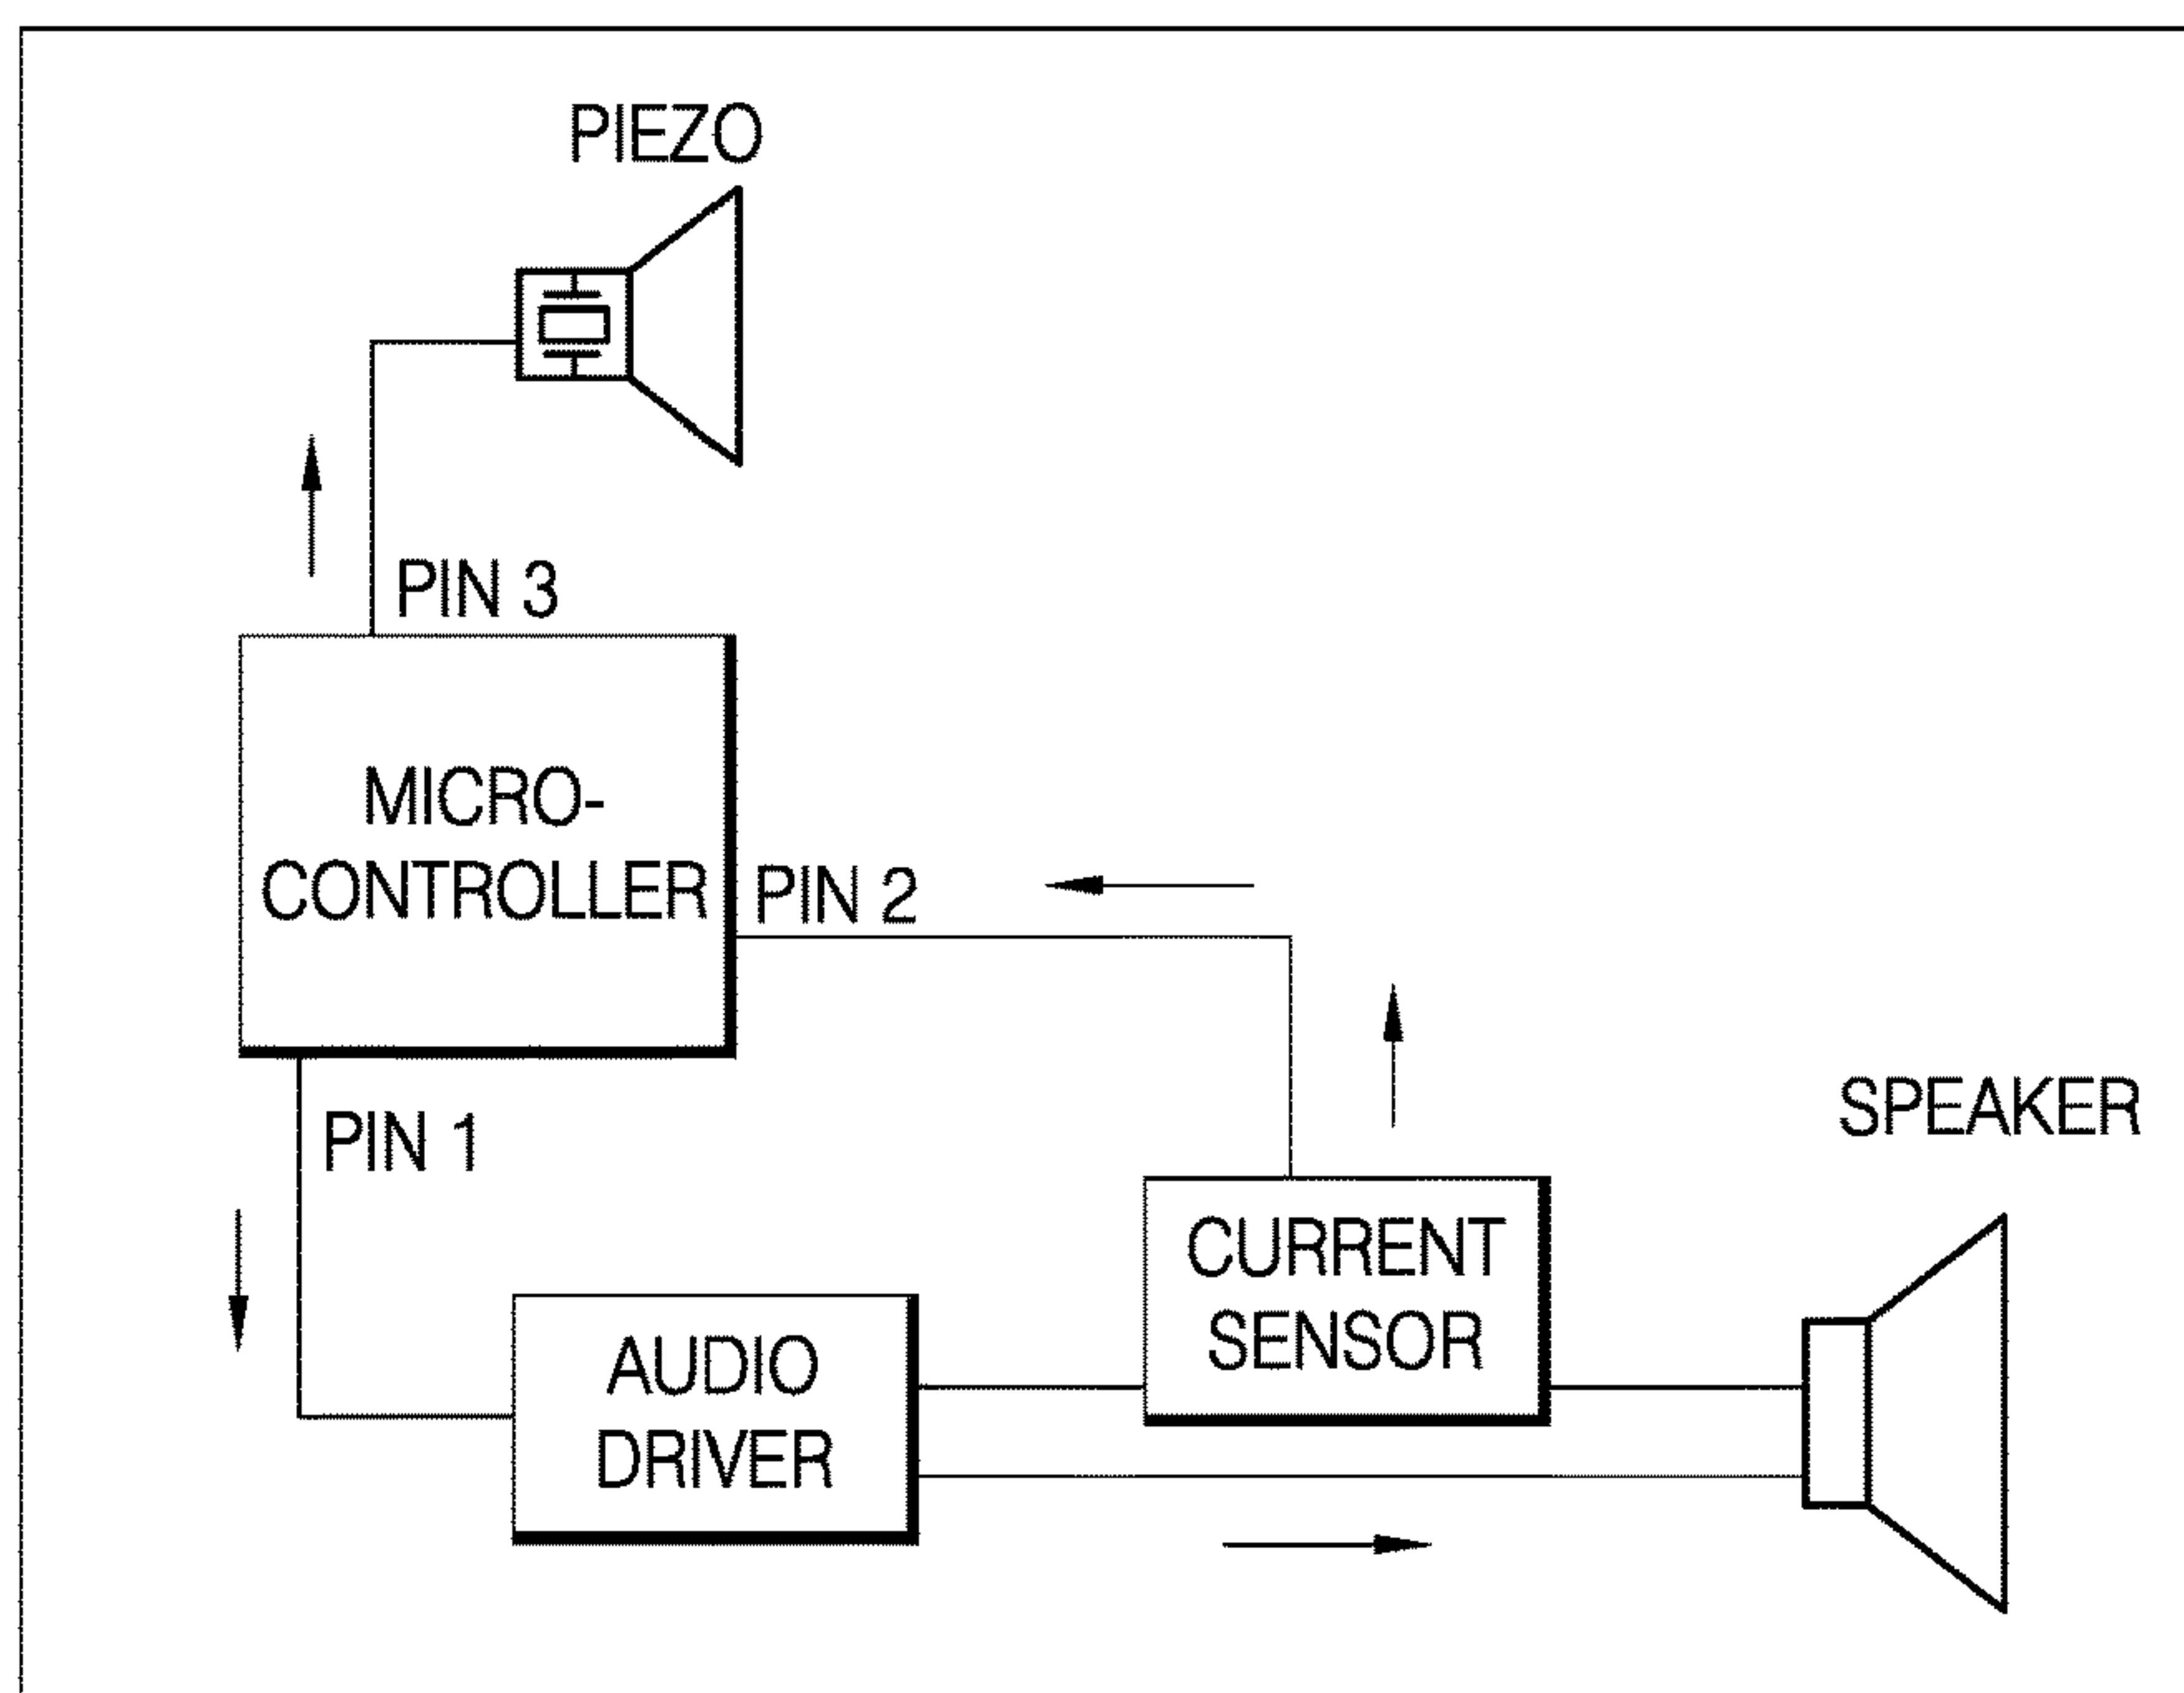 PIEZO
PIN 3
MICRO-
CONTROLLER
PIN 2
PIN 1
SPEAKER
CURRENT
SENSOR
AUDIO
DRIVER